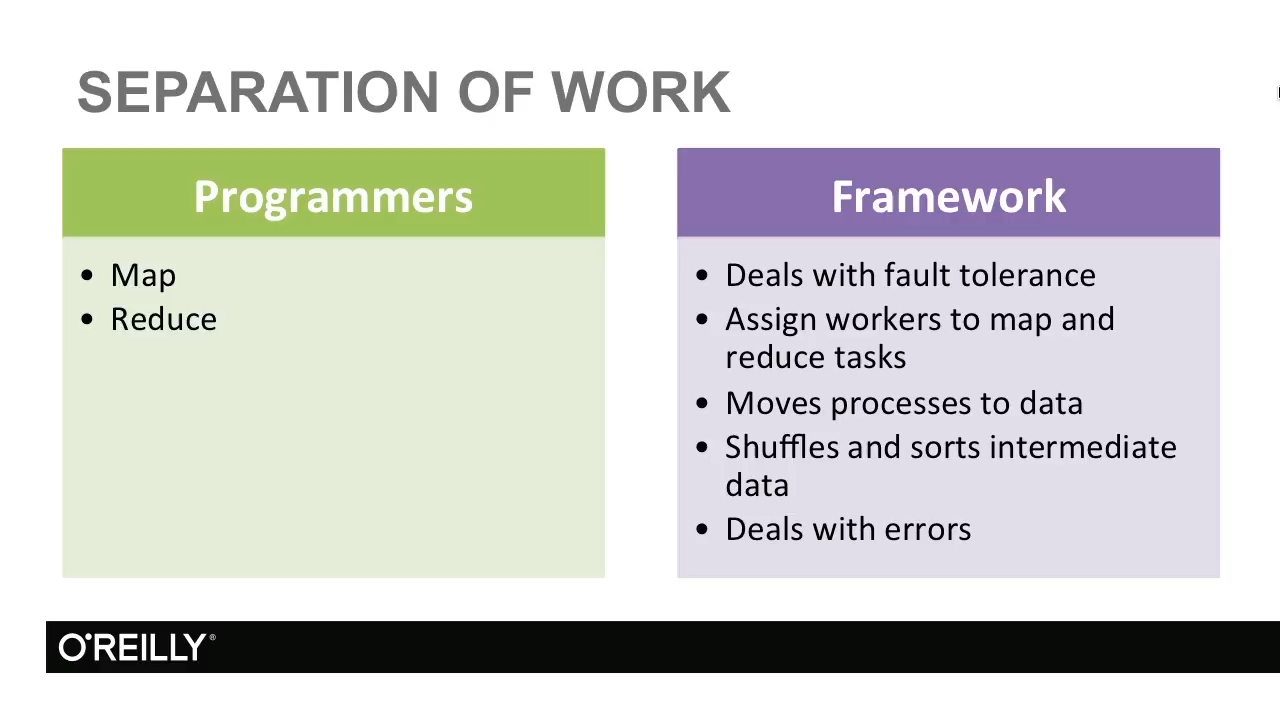 SEPARATION OF WORK
Programmers
• Map
• Reduce
Framework
• Deals with fault tolerance
• Assign workers to map and
reduce tasks
• Moves processes to data
• Shuffles and sorts intermediate
data
• Deals with errors
O'REILLY®